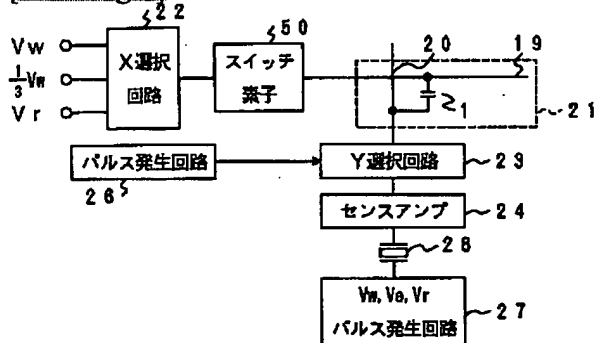 22
Vw
1/3 Vw
Vr
X選択
回路
50
スイッチ
素子
20
19
1
21
パルス発生回路
26
Y選択回路
23
センスアンプ
24
28
Vw, Ve, Vr
パルス発生回路
27